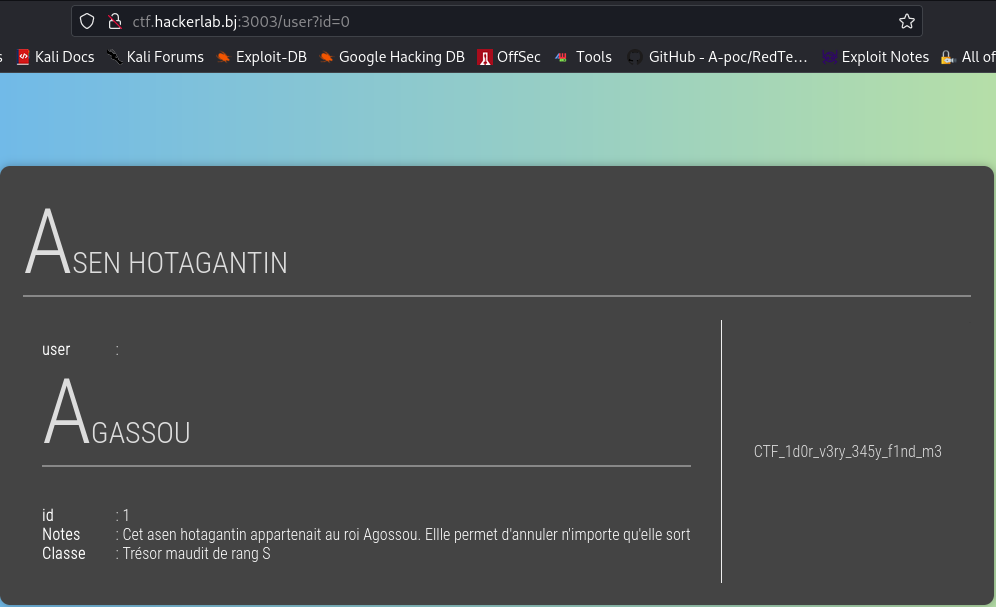 ctf.hackerlab.bj:3003/user?id=0
s Kali Docs Kali Forums Exploit-DB Google Hacking DB OffSec Tools GitHub - A-poc/RedTe… Exploit Notes All of
ASEN HOTAGANTIN
user :
AGASSOU
id : 1
Notes : Cet asen hotagantin appartenait au roi Agossou. Ellle permet d'annuler n'importe qu'elle sort
Classe : Trésor maudit de rang S
CTF_1d0r_v3ry_345y_f1nd_m3